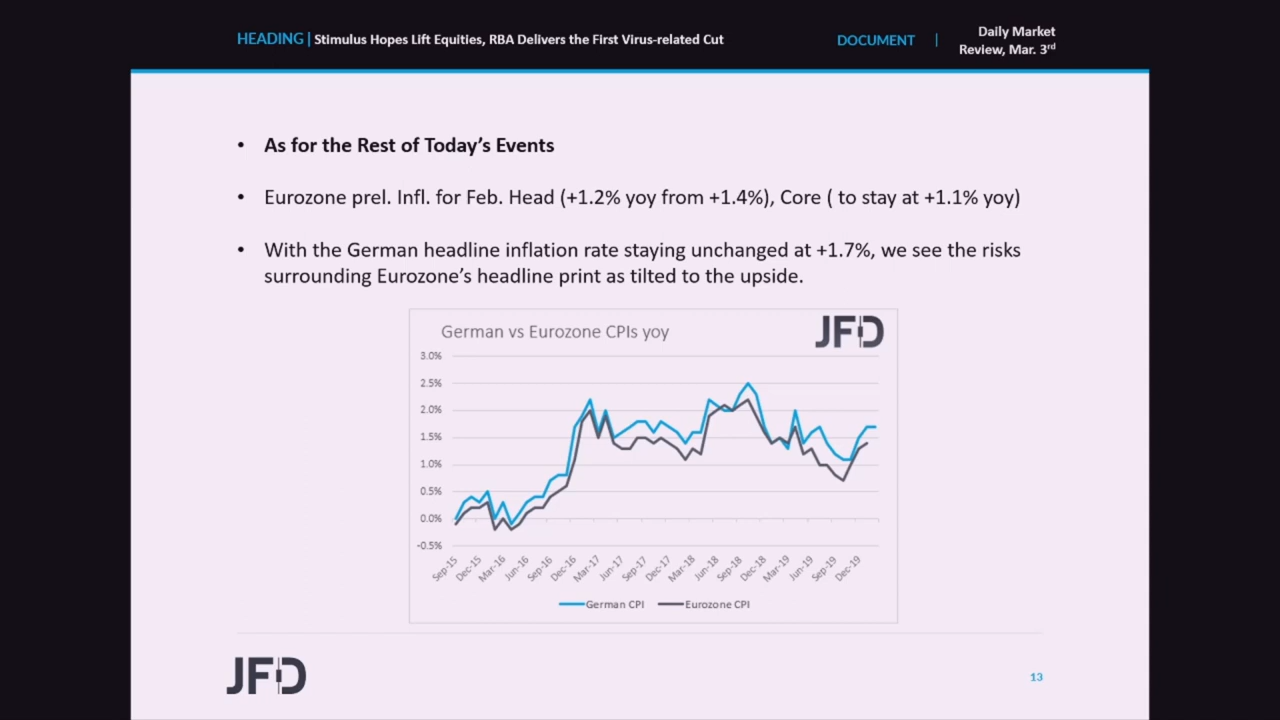 HEADING | Stimulus Hopes Lift Equities, RBA Delivers the First Virus-related Cut
DOCUMENT | Daily Market
Review, Mar. 3rd
• As for the Rest of Today's Events
• Eurozone prel. Infl. for Feb. Head (+1.2% yoy from +1.4%), Core ( to stay at +1.1% yoy)
• With the German headline inflation rate staying unchanged at +1.7%, we see the risks
surrounding Eurozone's headline print as tilted to the upside.
German vs Eurozone CPIs yoy
JFD
3.0%
2.5%
2.0%
1.5%
1.0%
0.5%
0.0%
-0.5%
Sep-15 Dec-15 Mar-16 Jun-16 Sep-16 Dec-16 Mar-17 Jun-17 Sep-17 Dec-17 Mar-18 Jun-18 Sep-18 Dec-18 Mar-19 Jun-19 Sep-19 Dec-19
German CPI Eurozone CPI
JFD
13